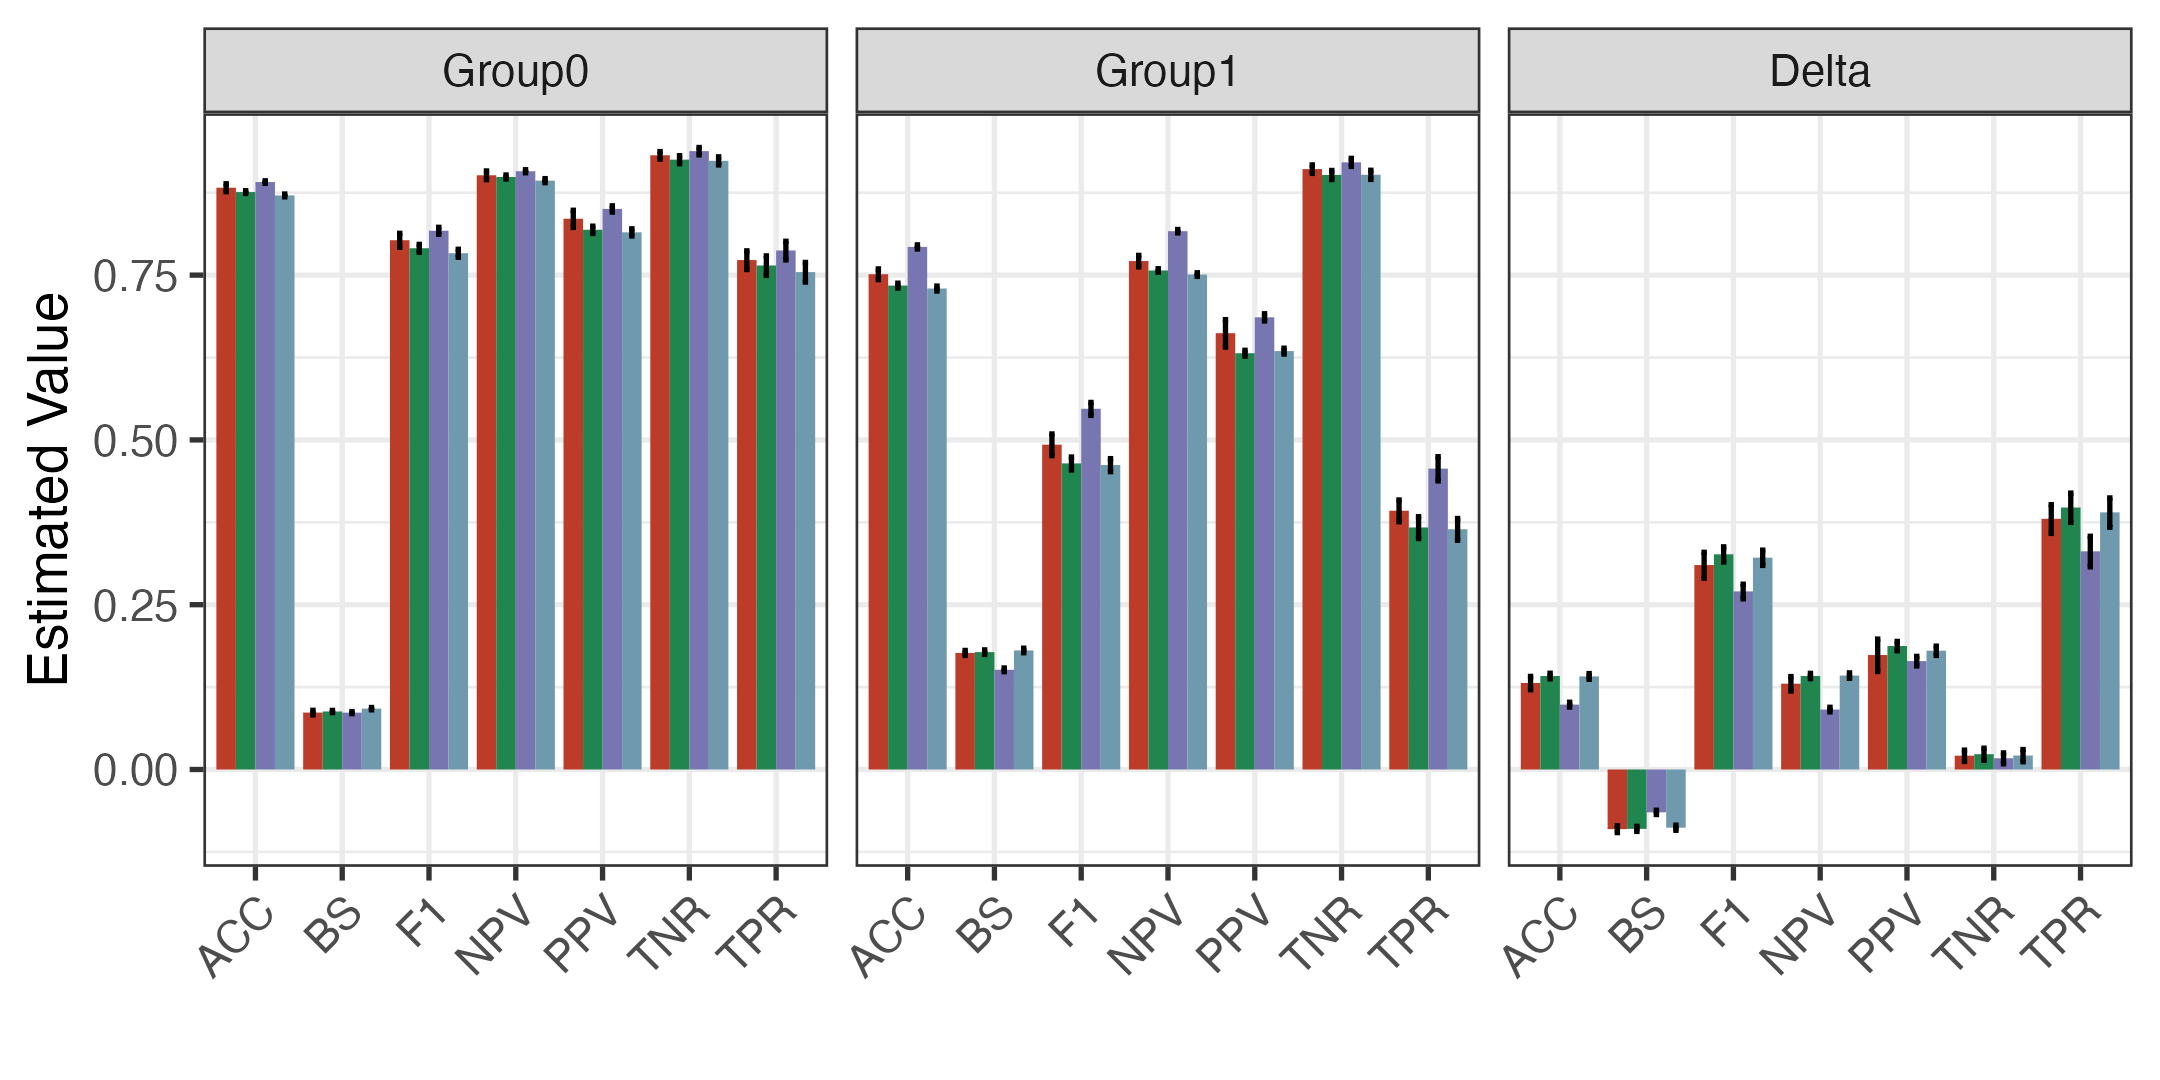 Group0
Group1
Delta
Estimated Value
0.75
0.50
0.25
0.00
ACC BS F1 NPV PPV TNR TPR
ACC BS F1 NPV PPV TNR TPR
ACC BS F1 NPV PPV TNR TPR